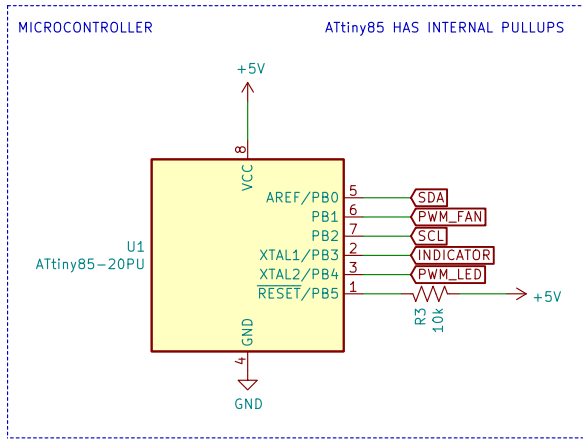 MICROCONTROLLER
ATtiny85 HAS INTERNAL PULLUPS
+5V
8
VCC
AREF/PB0 5 SDA
PB1 6 PWM_FAN
PB2 7 SCL
U1
XTAL1/PB3 2 INDICATOR
ATtiny85-20PU
XTAL2/PB4 3 PWM_LED
RESET/PB5 1
+5V
R3
10k
GND
4
GND